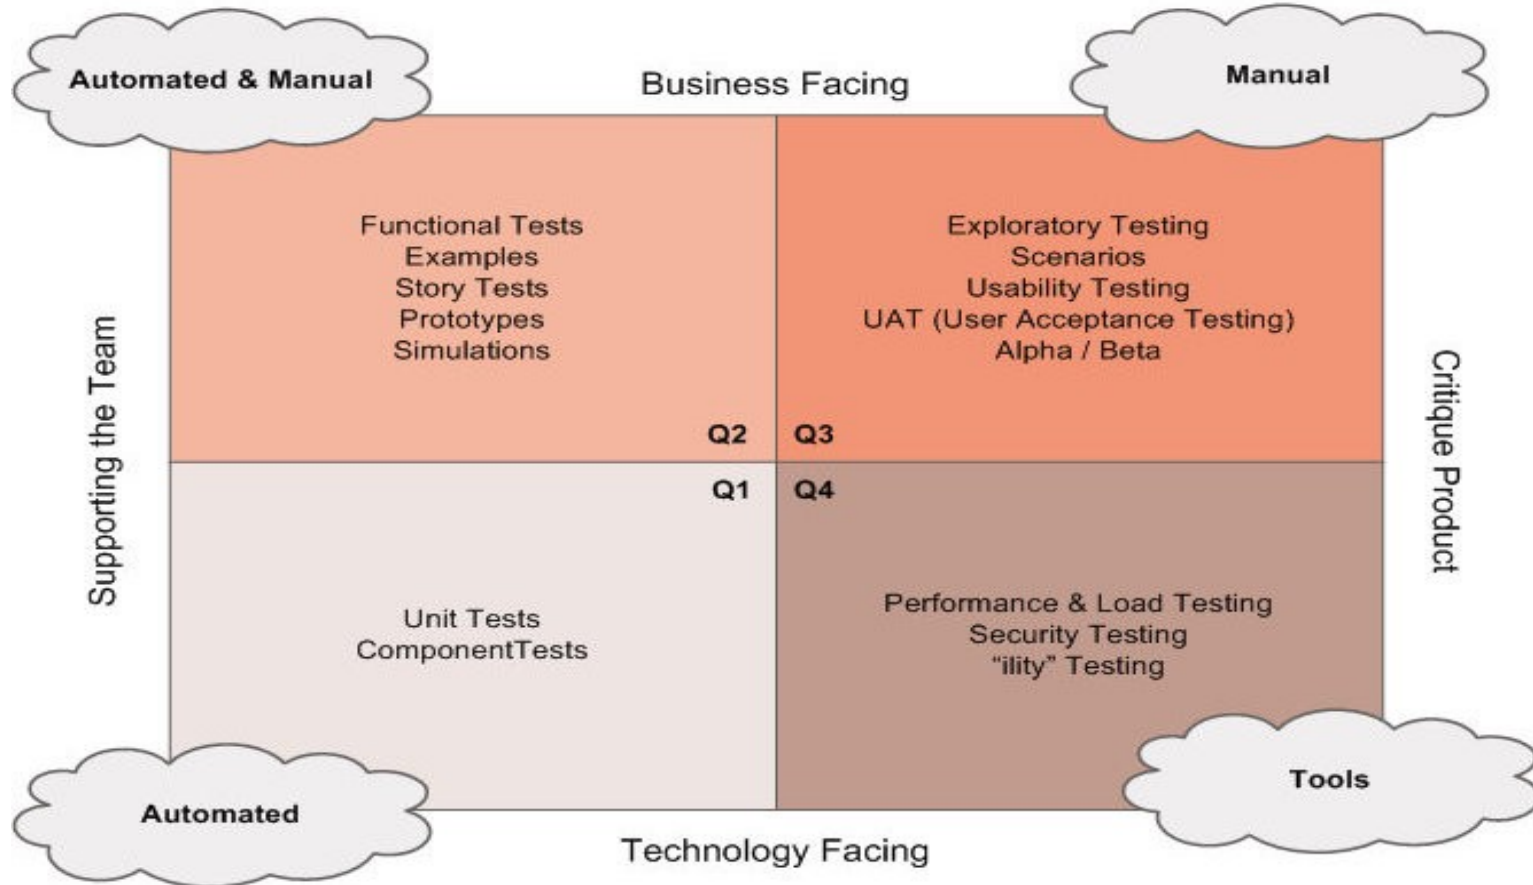 Automated & Manual
Business Facing
Manual
Functional Tests
Examples
Story Tests
Prototypes
Simulations
Q2
Exploratory Testing
Scenarios
Usability Testing
UAT (User Acceptance Testing)
Alpha / Beta
Q3
Supporting the Team
Critique Product
Q1
Unit Tests
ComponentTests
Q4
Performance & Load Testing
Security Testing
“ility” Testing
Automated
Technology Facing
Tools